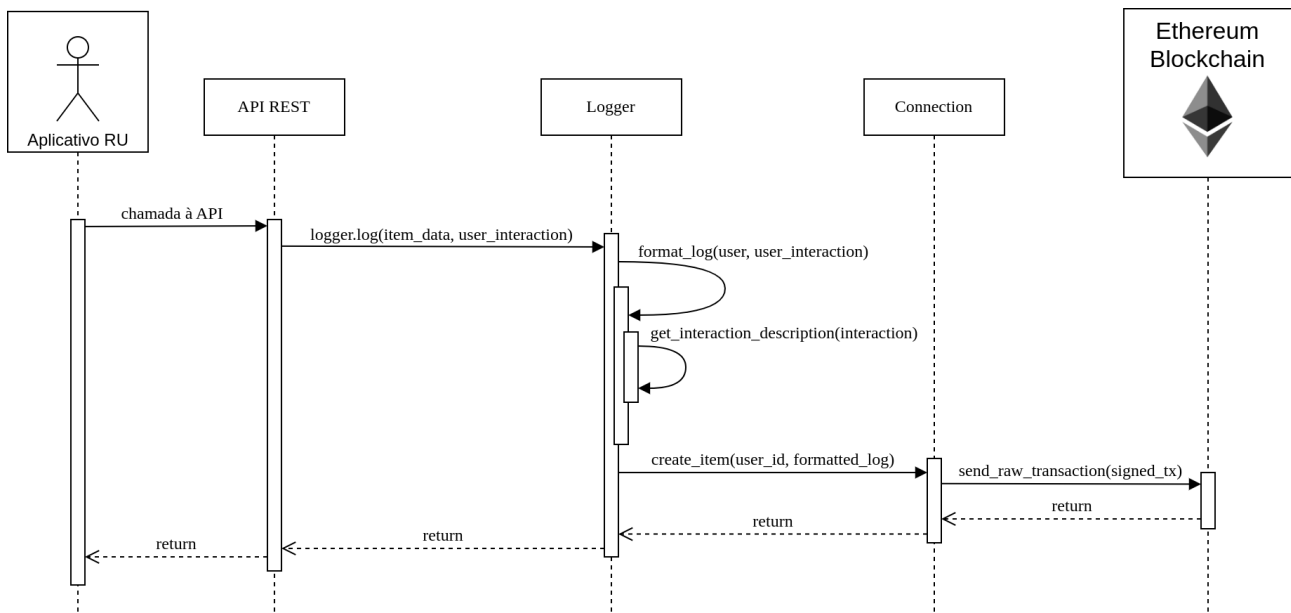 Ethereum
Blockchain
Aplicativo RU
API REST
Logger
Connection
chamada à API
logger.log(item_data, user_interaction)
format_log(user, user_interaction)
get_interaction_description(interaction)
create_item(user_id, formatted_log)
send_raw_transaction(signed_tx)
return
return
return
return